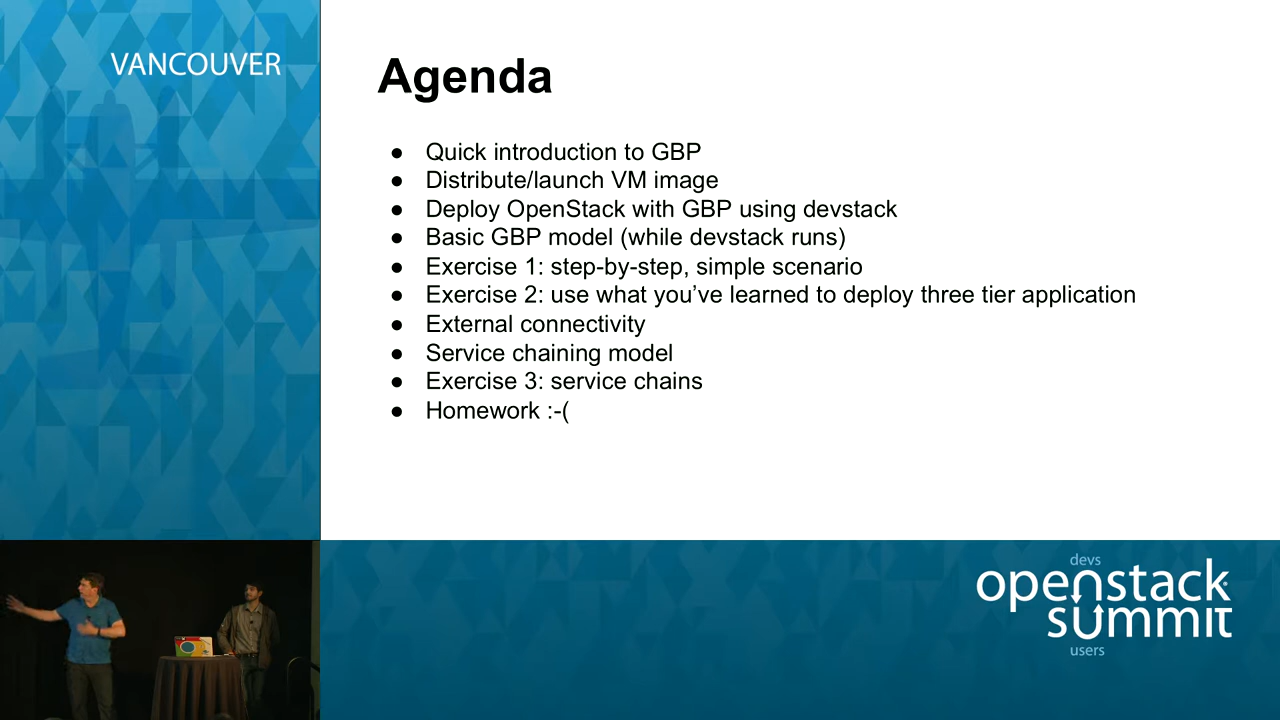 VANCOUVER
Agenda
● Quick introduction to GBP
● Distribute/launch VM image
● Deploy OpenStack with GBP using devstack
● Basic GBP model (while devstack runs)
● Exercise 1: step-by-step, simple scenario
● Exercise 2: use what you’ve learned to deploy three tier application
● External connectivity
● Service chaining model
● Exercise 3: service chains
● Homework :-(
devs
openstack
summit
users